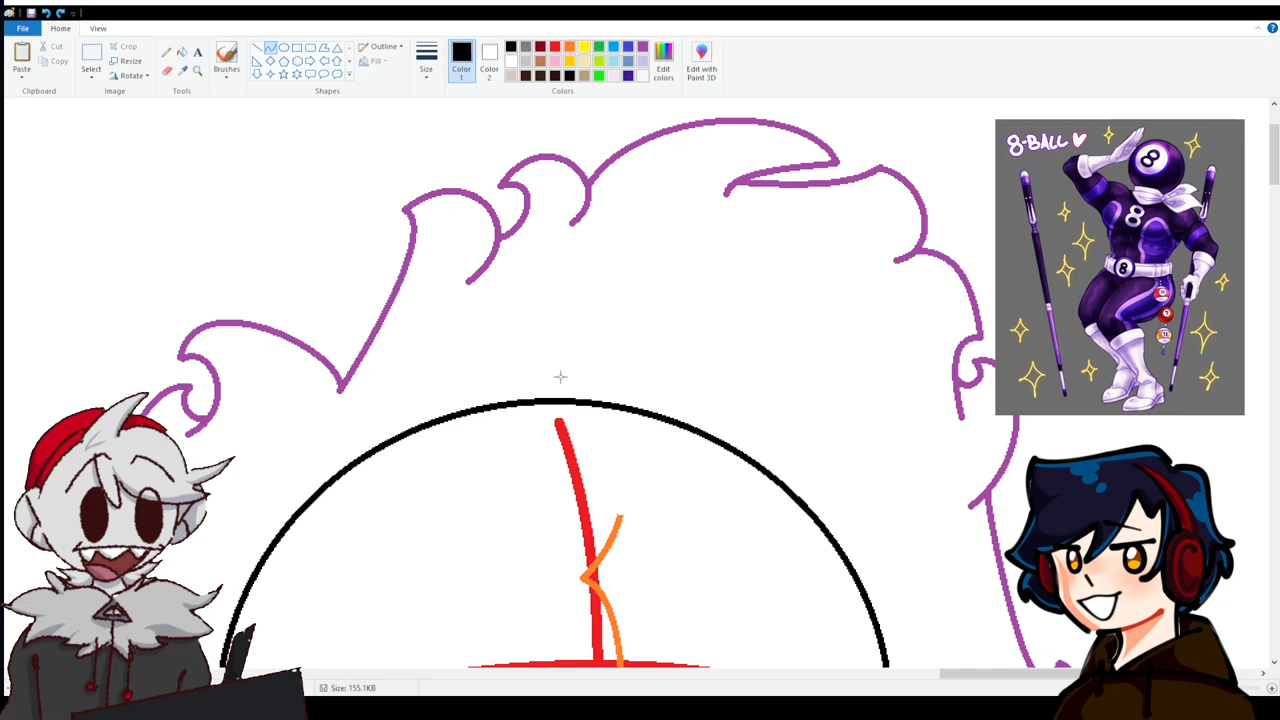 File Home View
Paste
Cut
Copy
Clipboard
Select
Crop
Resize
Rotate
Image
A
Tools
Brushes
Outline
Fill
Shapes
Size
Color
1
Color
2
Edit
colors
Colors
Edit with
Paint 3D
8-BALL
8
8
8
Size: 155.1KB